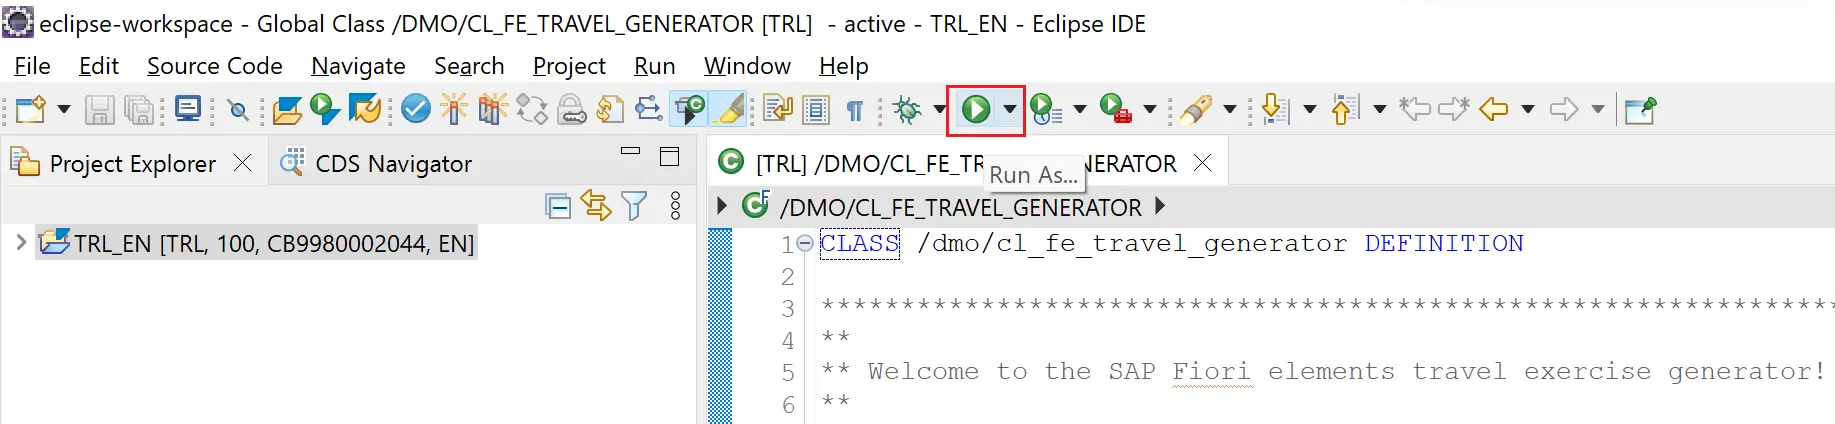 eclipse-workspace - Global Class /DMO/CL_FE_TRAVEL_GENERATOR [TRL] - active - TRL_EN - Eclipse IDE
File Edit Source Code Navigate Search Project Run Window Help
Project Explorer CDS Navigator
[TRL] /DMO/CL_FE_TR NERATOR
Run As...
/DMO/CL_FE_TRAVEL_GENERATOR
TRL_EN [TRL, 100, CB9980002044, EN]
1 CLASS /dmo/cl_fe_travel_generator DEFINITION
2
3 ****************************************************************
4 **
5 ** Welcome to the SAP Fiori elements travel exercise generator!
6 **